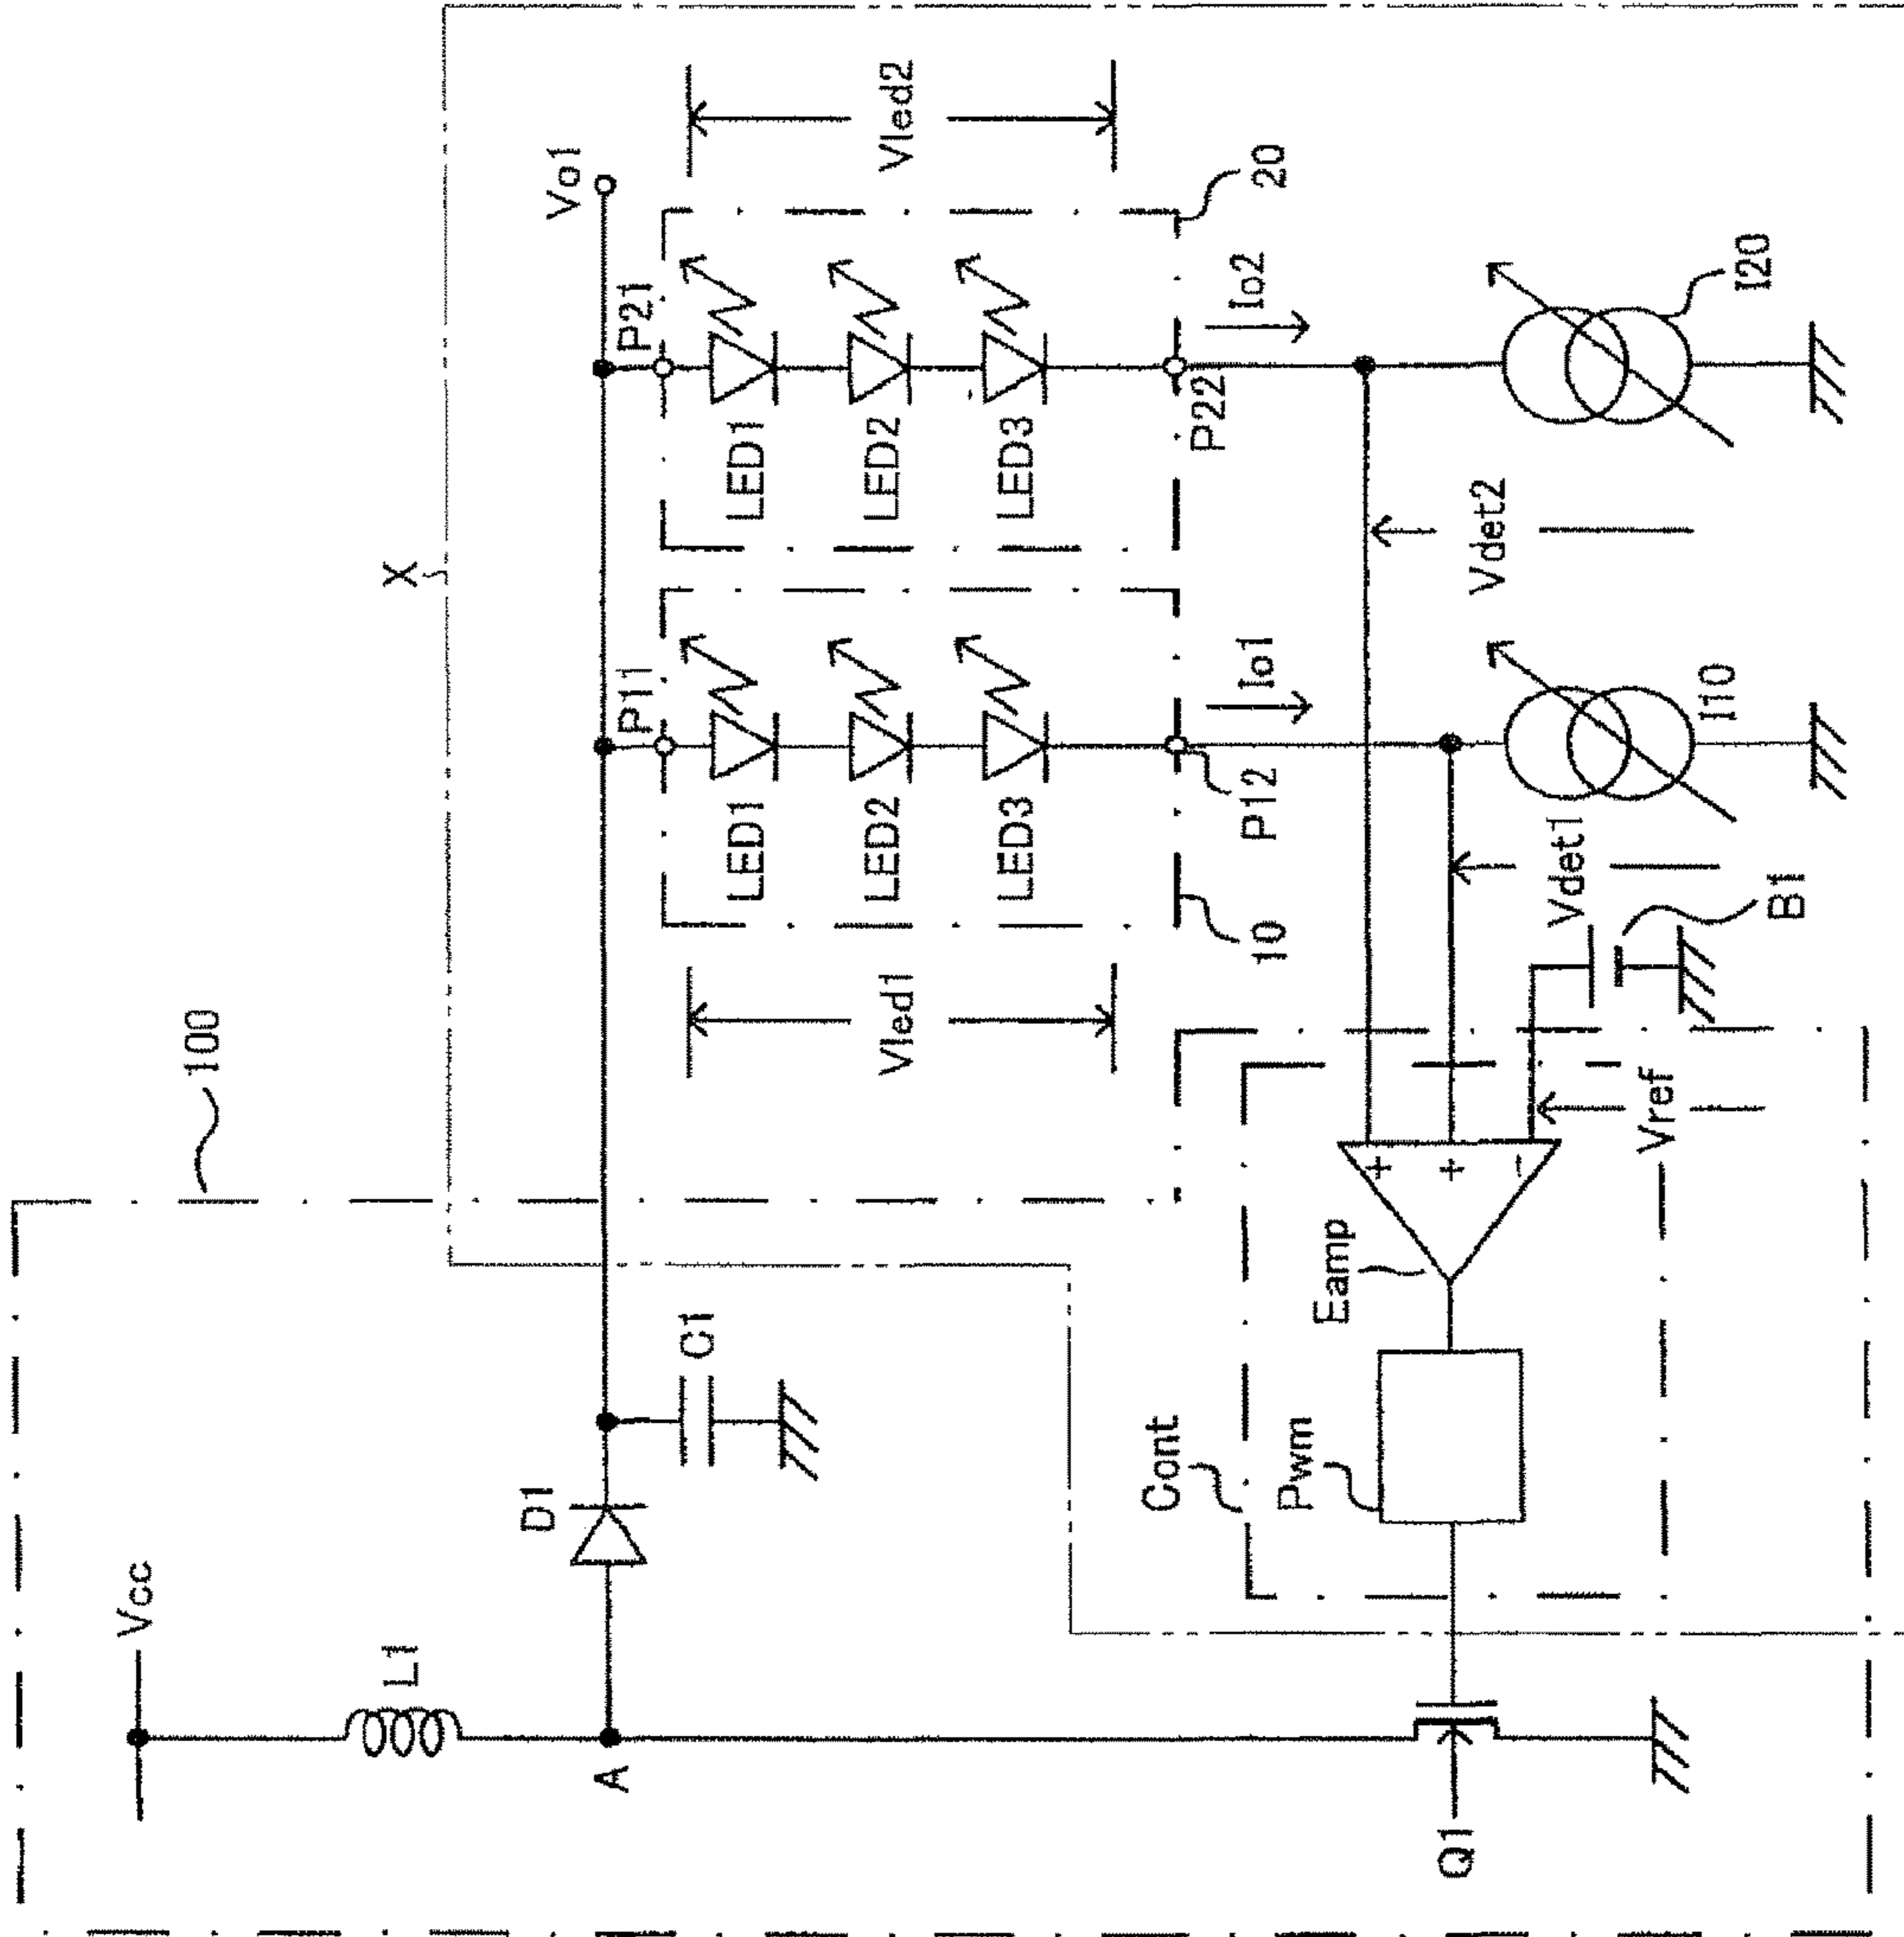 100
X
Vcc
L1
A
D1
C1
Vo1
P11
P21
LED1
LED2
LED3
LED1
LED2
LED3
Vled1
Vled2
10
20
P12
P22
Io1
Io2
Cont
Pwm
Eamp
+
+
−
Vref
Vdet1
Vdet2
B1
I10
I20
Q1